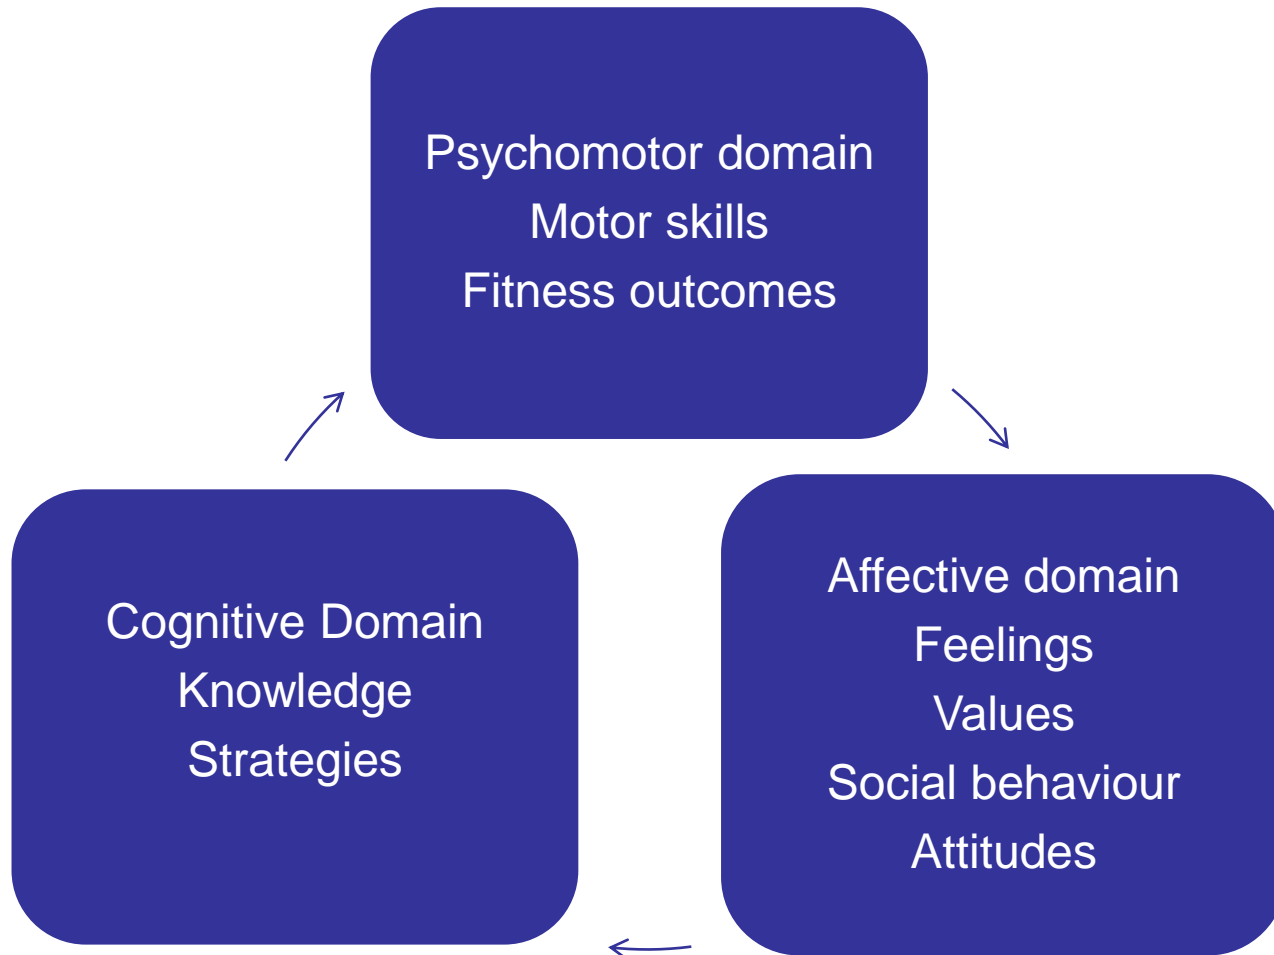 Psychomotor domain
Motor skills
Fitness outcomes
Cognitive Domain
Knowledge
Strategies
Affective domain
Feelings
Values
Social behaviour
Attitudes